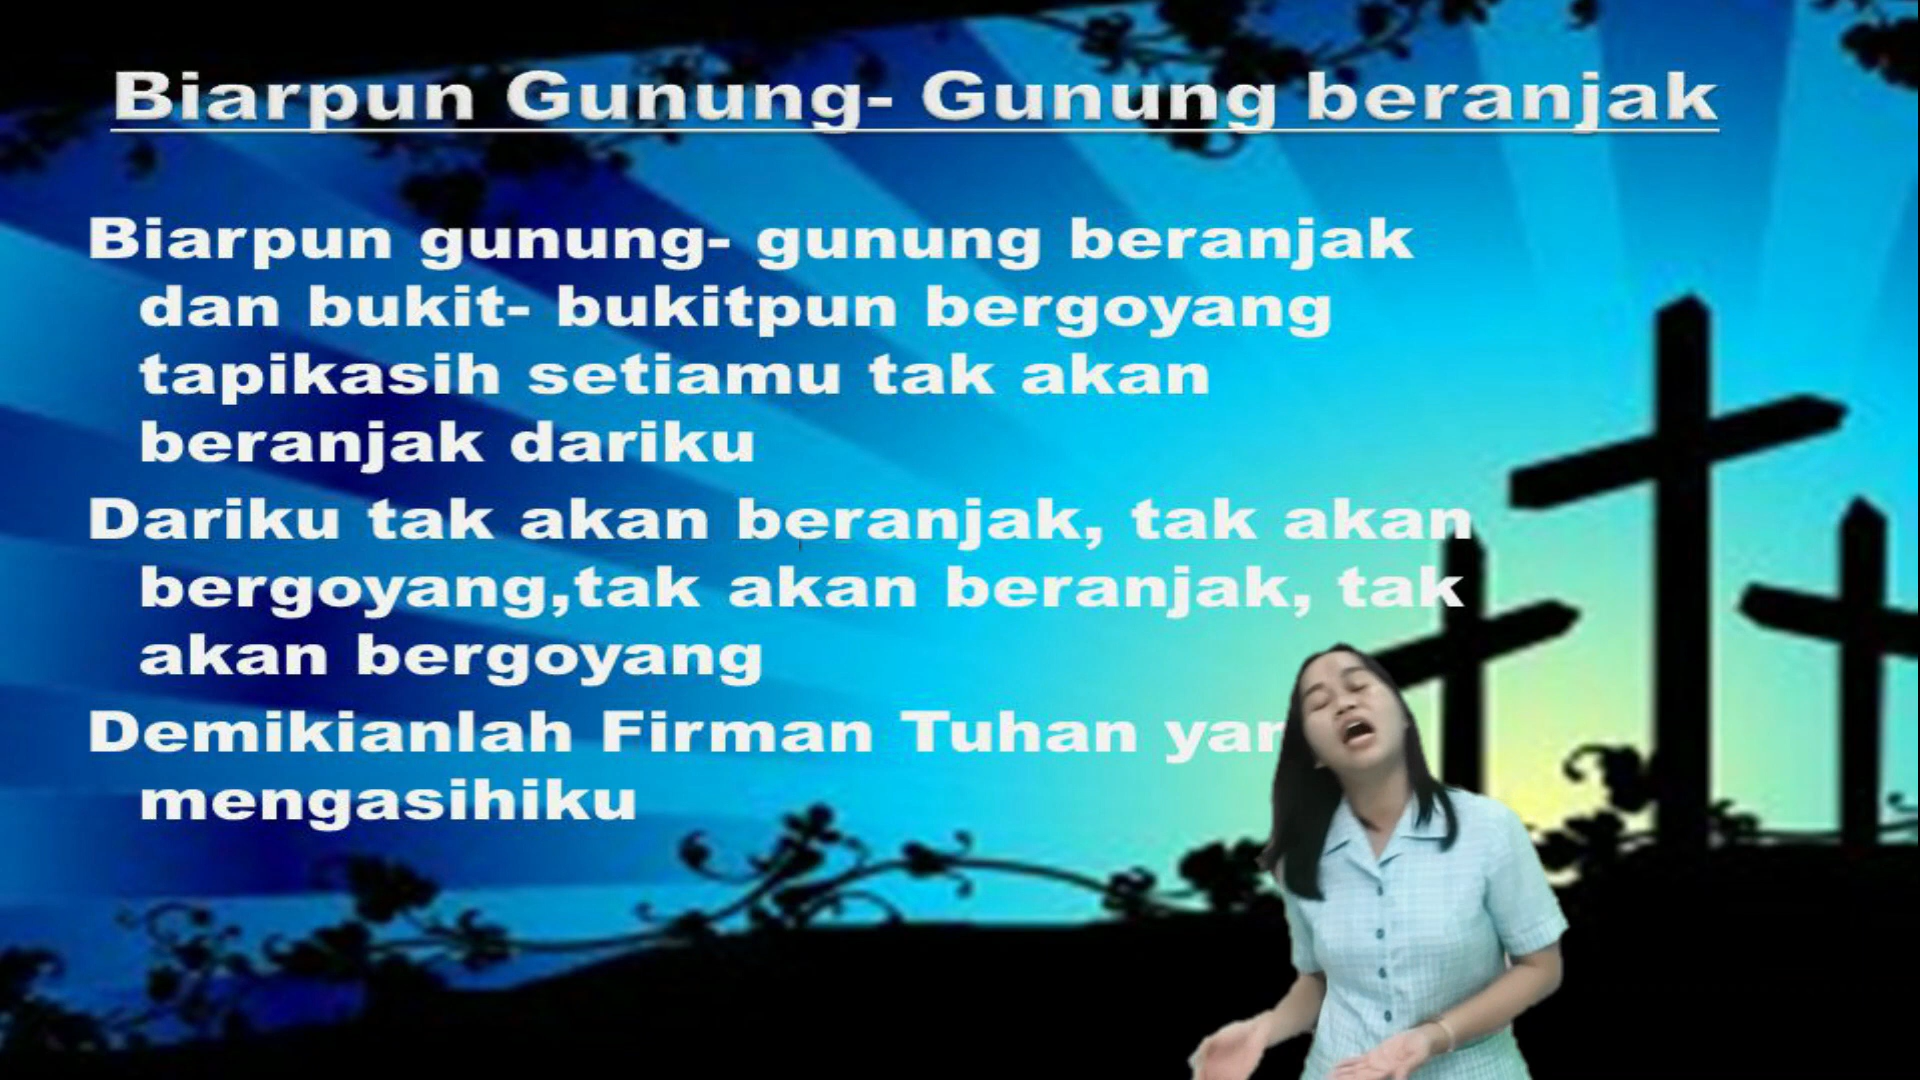 Biarpun Gunung- Gunung beranjak
Biarpun gunung- gunung beranjak
dan bukit- bukitpun bergoyang
tapikasih setiamu tak akan
beranjak dariku
Dariku tak akan beranjak, tak akan
bergoyang,tak akan beranjak, tak
akan bergoyang
Demikianlah Firman Tuhan
mengasihiku